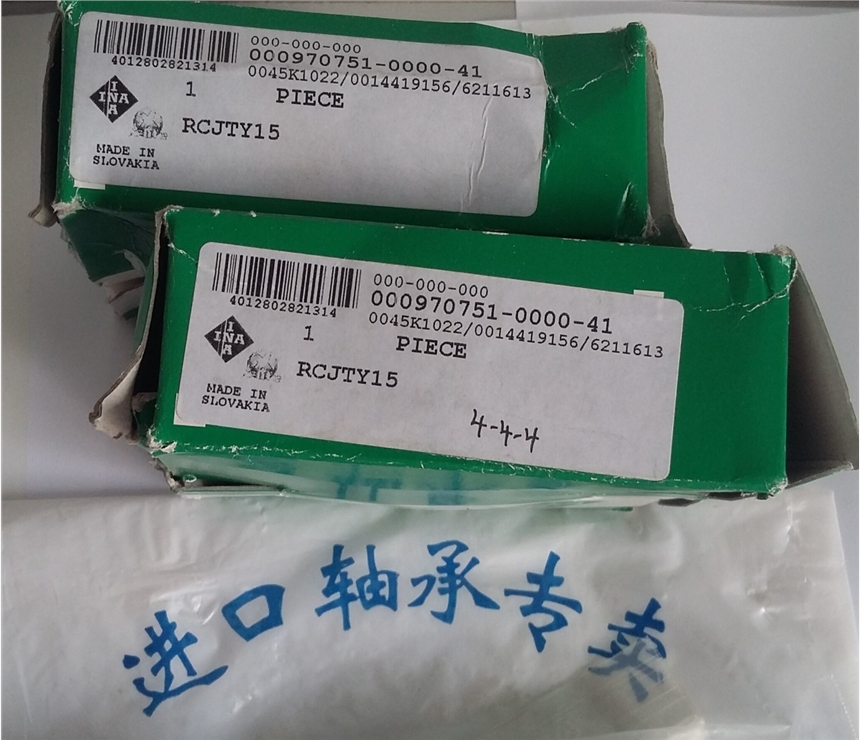 000-000-000
000970751-0000-41
4012802821314
0045K1022/0014419156/6211613
1 PIECE
INA
INA
RCJTY15
MADE IN
SLOVAKIA
000-000-000
000970751-0000-41
4012802821314
0045K1022/0014419156/6211613
1 PIECE
INA
INA
RCJTY15
MADE IN
SLOVAKIA
4-4-4
进口轴承专卖